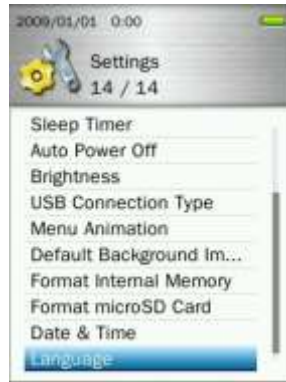 2009/01/01 0:00
Settings
14 / 14
Sleep Timer
Auto Power Off
Brightness
USB Connection Type
Menu Animation
Default Background Im...
Format Internal Memory
Format microSD Card
Date & Time
Language